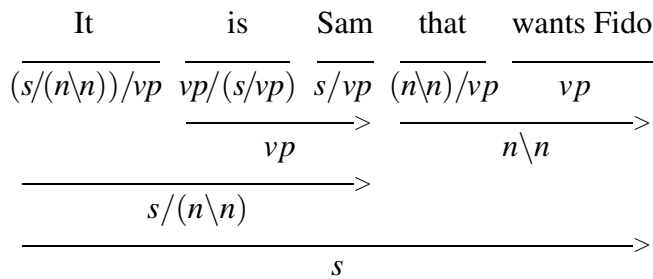 It is Sam that wants Fido
(s/(n\n))/vp vp/(s/vp) s/vp (n\n)/vp vp
> >
vp n\n
>
s/(n\n)
>
s